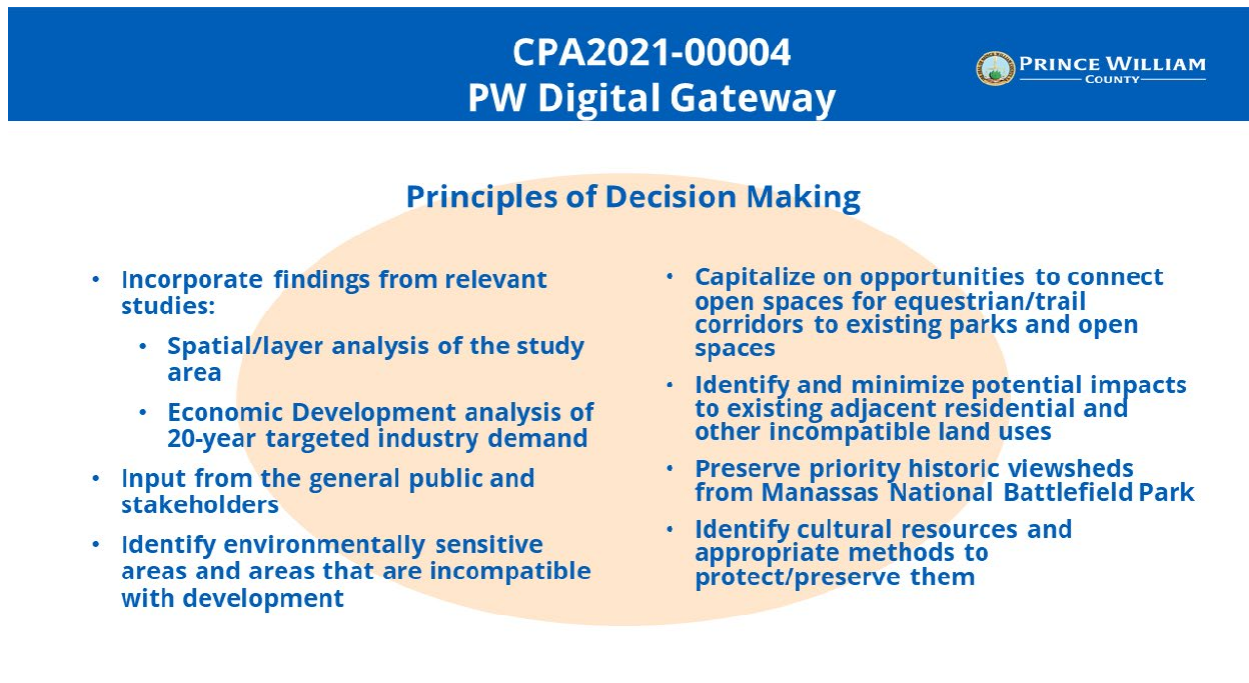 CPA2021-00004
PW Digital Gateway
PRINCE WILLIAM
COUNTY
Principles of Decision Making
• Incorporate findings from relevant
studies:
• Spatial/layer analysis of the study
area
• Economic Development analysis of
20-year targeted industry demand
• Input from the general public and
stakeholders
• Identify environmentally sensitive
areas and areas that are incompatible
with development
• Capitalize on opportunities to connect
open spaces for equestrian/trail
corridors to existing parks and open
spaces
• Identify and minimize potential impacts
to existing adjacent residential and
other incompatible land uses
• Preserve priority historic viewsheds
from Manassas National Battlefield Park
• Identify cultural resources and
appropriate methods to
protect/preserve them